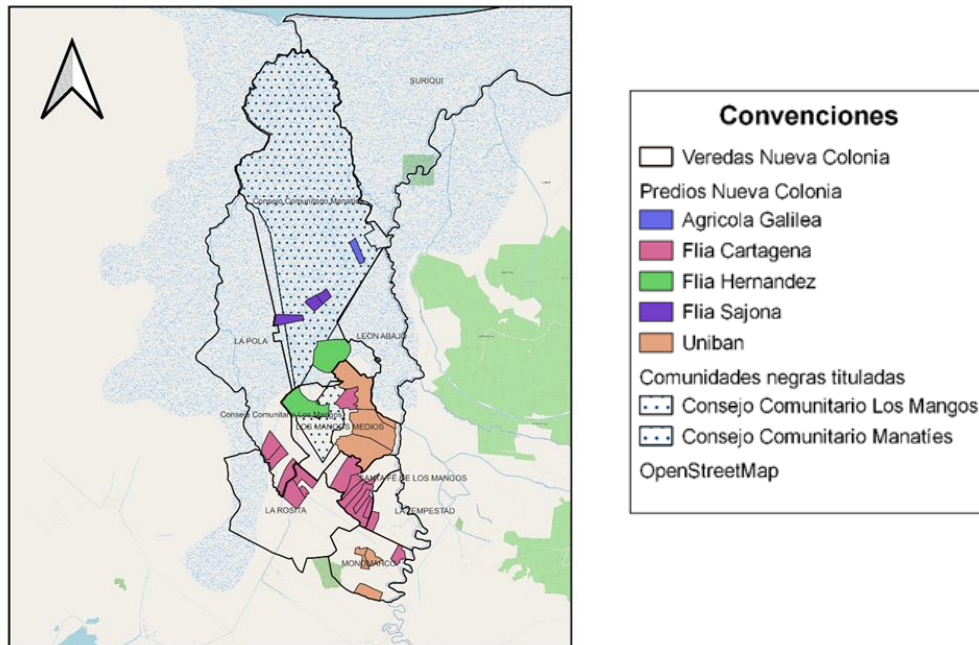 SURIQUI
Consejo Comunitario Manatíes
LA POLA
LEON ABAJO
Consejo Comunitario Los Mangos
LOS MANGOS MEDIOS
SANTA FÉ DE LOS MANGOS
LA ROSITA
LA TEMPESTAD
MONOMARCO
Convenciones
Veredas Nueva Colonia
Predios Nueva Colonia
Agricola Galilea
Flia Cartagena
Flia Hernandez
Flia Sajona
Uniban
Comunidades negras tituladas
Consejo Comunitario Los Mangos
Consejo Comunitario Manatíes
OpenStreetMap